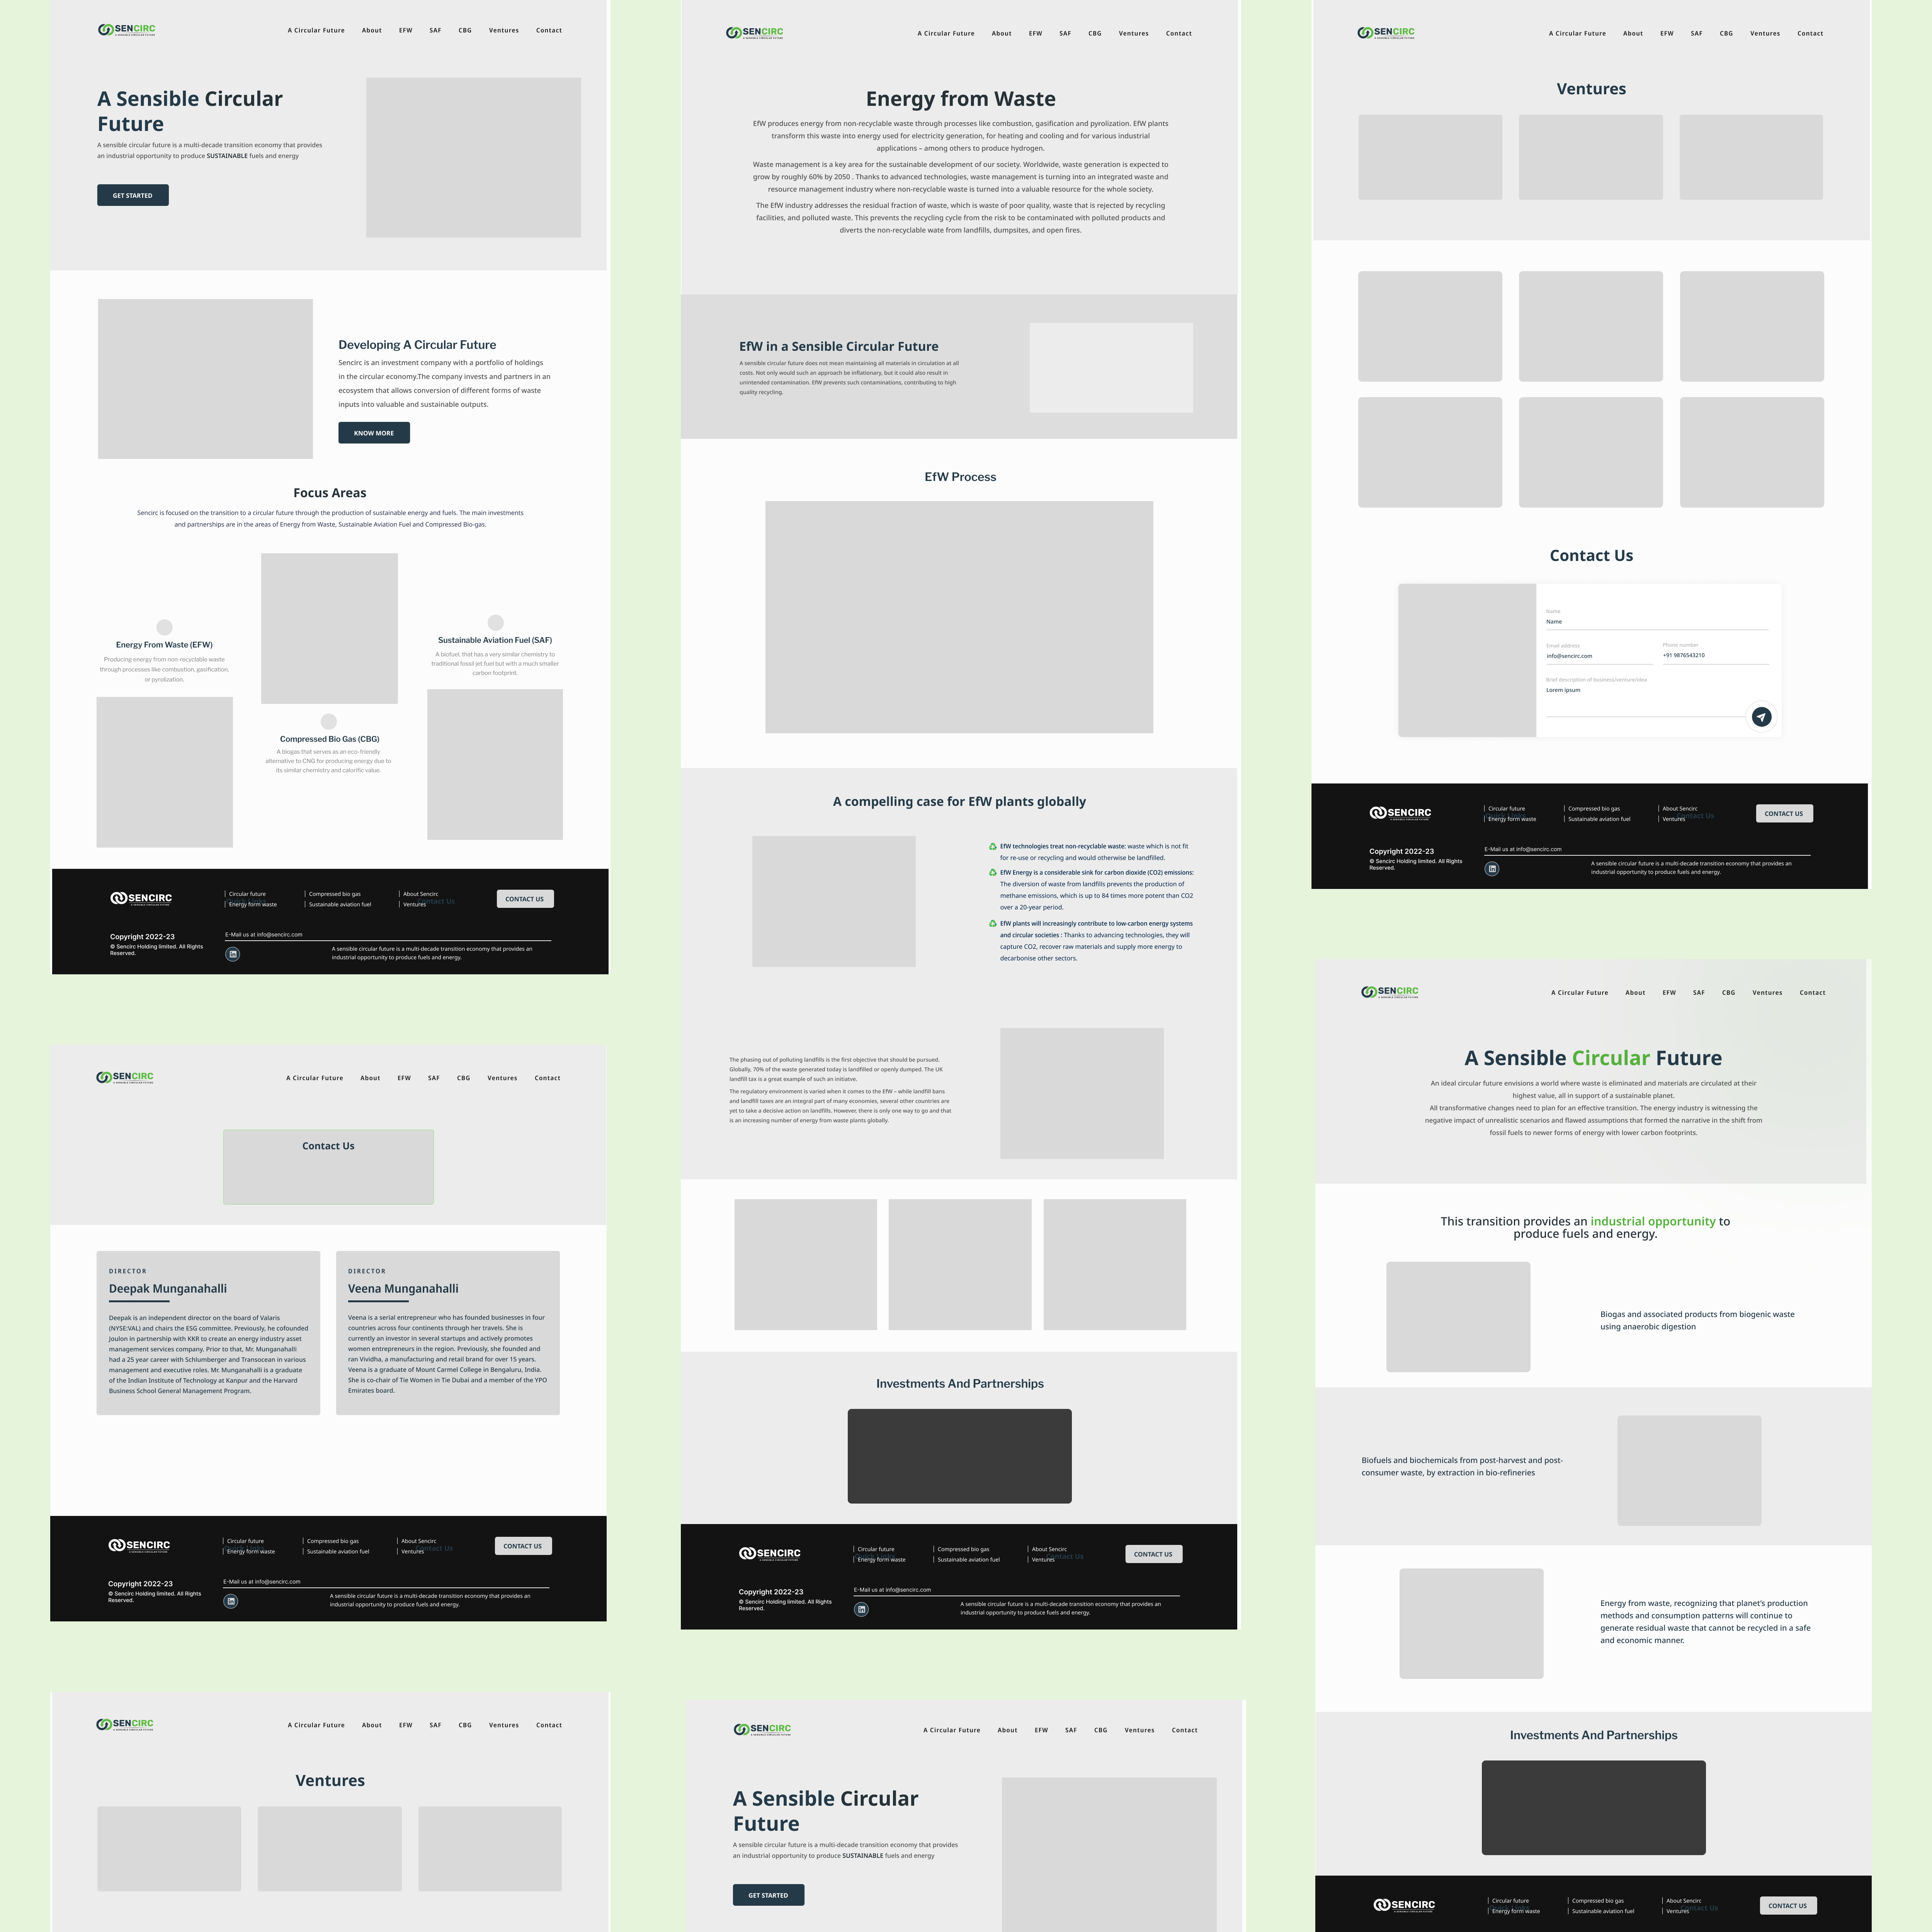 SENCIRC
A SENSIBLE CIRCULAR FUTURE
A Circular Future About EFW SAF CBG Ventures Contact
A Sensible Circular
Future
A sensible circular future is a multi-decade transition economy that provides
an industrial opportunity to produce SUSTAINABLE fuels and energy
GET STARTED
Developing A Circular Future
Sencirc is an investment company with a portfolio of holdings
in the circular economy.The company invests and partners in an
ecosystem that allows conversion of different forms of waste
inputs into valuable and sustainable outputs.
KNOW MORE
Focus Areas
Sencirc is focused on the transition to a circular future through the production of sustainable energy and fuels. The main investments
and partnerships are in the areas of Energy from Waste, Sustainable Aviation Fuel and Compressed Bio-gas.
Energy From Waste (EFW)
Producing energy from non-recyclable waste
through processes like combustion, gasification,
or pyrolization.
Compressed Bio Gas (CBG)
A biogas that serves as an eco-friendly
alternative to CNG for producing energy due to
its similar chemistry and calorific value.
Sustainable Aviation Fuel (SAF)
A biofuel, that has a very similar chemistry to
traditional fossil jet fuel but with a much smaller
carbon footprint.
SENCIRC
A SENSIBLE CIRCULAR FUTURE
Circular future Compressed bio gas About Sencirc
Energy form waste Sustainable aviation fuel Ventures
Contact Us
CONTACT US
Copyright 2022-23
© Sencirc Holding limited. All Rights
Reserved.
E-Mail us at info@sencirc.com
A sensible circular future is a multi-decade transition economy that provides an
industrial opportunity to produce fuels and energy.
SENCIRC
A SENSIBLE CIRCULAR FUTURE
A Circular Future About EFW SAF CBG Ventures Contact
Contact Us
DIRECTOR
Deepak Munganahalli
Deepak is an independent director on the board of Valaris
(NYSE:VAL) and chairs the ESG committee. Previously, he cofounded
Joulon in partnership with KKR to create an energy industry asset
management services company. Prior to that, Mr. Munganahalli
had a 25 year career with Schlumberger and Transocean in various
management and executive roles. Mr. Munganahalli is a graduate
of the Indian Institute of Technology at Kanpur and the Harvard
Business School General Management Program.
DIRECTOR
Veena Munganahalli
Veena is a serial entrepreneur who has founded businesses in four
countries across four continents through her travels. She is
currently an investor in several startups and actively promotes
women entrepreneurs in the region. Previously, she founded and
ran Vividha, a manufacturing and retail brand for over 15 years.
Veena is a graduate of Mount Carmel College in Bengaluru, India.
She is co-chair of Tie Women in Tie Dubai and a member of the YPO
Emirates board.
SENCIRC
A SENSIBLE CIRCULAR FUTURE
Circular future Compressed bio gas About Sencirc
Energy form waste Sustainable aviation fuel Ventures
Contact Us
CONTACT US
Copyright 2022-23
© Sencirc Holding limited. All Rights
Reserved.
E-Mail us at info@sencirc.com
A sensible circular future is a multi-decade transition economy that provides an
industrial opportunity to produce fuels and energy.
SENCIRC
A SENSIBLE CIRCULAR FUTURE
A Circular Future About EFW SAF CBG Ventures Contact
Ventures
SENCIRC
A SENSIBLE CIRCULAR FUTURE
A Circular Future About EFW SAF CBG Ventures Contact
Energy from Waste
EfW produces energy from non-recyclable waste through processes like combustion, gasification and pyrolization. EfW plants
transform this waste into energy used for electricity generation, for heating and cooling and for various industrial
applications – among others to produce hydrogen.
Waste management is a key area for the sustainable development of our society. Worldwide, waste generation is expected to
grow by roughly 60% by 2050 . Thanks to advanced technologies, waste management is turning into an integrated waste and
resource management industry where non-recyclable waste is turned into a valuable resource for the whole society.
The EfW industry addresses the residual fraction of waste, which is waste of poor quality, waste that is rejected by recycling
facilities, and polluted waste. This prevents the recycling cycle from the risk to be contaminated with polluted products and
diverts the non-recyclable wate from landfills, dumpsites, and open fires.
EfW in a Sensible Circular Future
A sensible circular future does not mean maintaining all materials in circulation at all
costs. Not only would such an approach be inflationary, but it could also result in
unintended contamination. EfW prevents such contaminations, contributing to high
quality recycling.
EfW Process
A compelling case for EfW plants globally
EfW technologies treat non-recyclable waste: waste which is not fit
for re-use or recycling and would otherwise be landfilled.
EfW Energy is a considerable sink for carbon dioxide (CO2) emissions:
The diversion of waste from landfills prevents the production of
methane emissions, which is up to 84 times more potent than CO2
over a 20-year period.
EfW plants will increasingly contribute to low-carbon energy systems
and circular societies : Thanks to advancing technologies, they will
capture CO2, recover raw materials and supply more energy to
decarbonise other sectors.
The phasing out of polluting landfills is the first objective that should be pursued.
Globally, 70% of the waste generated today is landfilled or openly dumped. The UK
landfill tax is a great example of such an initiatve.
The regulatory environment is varied when it comes to the EfW – while landfill bans
and landfill taxes are an integral part of many economies, several other countries are
yet to take a decisive action on landfills. However, there is only one way to go and that
is an increasing number of energy from waste plants globally.
Investments And Partnerships
SENCIRC
A SENSIBLE CIRCULAR FUTURE
Circular future Compressed bio gas About Sencirc
Energy form waste Sustainable aviation fuel Ventures
Contact Us
CONTACT US
Copyright 2022-23
© Sencirc Holding limited. All Rights
Reserved.
E-Mail us at info@sencirc.com
A sensible circular future is a multi-decade transition economy that provides an
industrial opportunity to produce fuels and energy.
SENCIRC
A SENSIBLE CIRCULAR FUTURE
A Circular Future About EFW SAF CBG Ventures Contact
A Sensible Circular
Future
A sensible circular future is a multi-decade transition economy that provides
an industrial opportunity to produce SUSTAINABLE fuels and energy
GET STARTED
SENCIRC
A SENSIBLE CIRCULAR FUTURE
A Circular Future About EFW SAF CBG Ventures Contact
Ventures
Contact Us
Name
Name
Email address Phone number
info@sencirc.com +91 9876543210
Brief description of business/venture/idea
Lorem ipsum
SENCIRC
A SENSIBLE CIRCULAR FUTURE
Circular future Compressed bio gas About Sencirc
Energy form waste Sustainable aviation fuel Ventures
Contact Us
CONTACT US
Copyright 2022-23
© Sencirc Holding limited. All Rights
Reserved.
E-Mail us at info@sencirc.com
A sensible circular future is a multi-decade transition economy that provides an
industrial opportunity to produce fuels and energy.
SENCIRC
A SENSIBLE CIRCULAR FUTURE
A Circular Future About EFW SAF CBG Ventures Contact
A Sensible Circular Future
An ideal circular future envisions a world where waste is eliminated and materials are circulated at their
highest value, all in support of a sustainable planet.
All transformative changes need to plan for an effective transition. The energy industry is witnessing the
negative impact of unrealistic scenarios and flawed assumptions that formed the narrative in the shift from
fossil fuels to newer forms of energy with lower carbon footprints.
This transition provides an industrial opportunity to
produce fuels and energy.
Biogas and associated products from biogenic waste
using anaerobic digestion
Biofuels and biochemicals from post-harvest and post-
consumer waste, by extraction in bio-refineries
Energy from waste, recognizing that planet's production
methods and consumption patterns will continue to
generate residual waste that cannot be recycled in a safe
and economic manner.
Investments And Partnerships
SENCIRC
A SENSIBLE CIRCULAR FUTURE
Circular future Compressed bio gas About Sencirc
Energy form waste Sustainable aviation fuel Ventures
Contact Us
CONTACT US